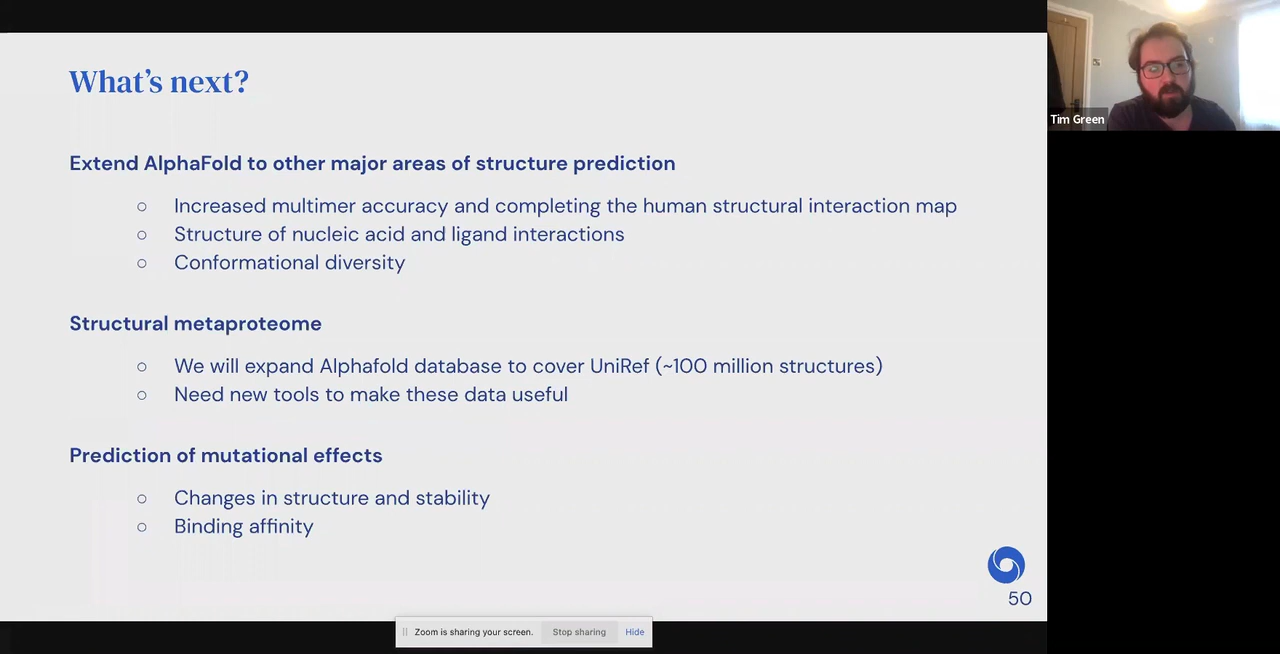 What's next?
Extend AlphaFold to other major areas of structure prediction
○ Increased multimer accuracy and completing the human structural interaction map
○ Structure of nucleic acid and ligand interactions
○ Conformational diversity
Structural metaproteome
○ We will expand Alphafold database to cover UniRef (~100 million structures)
○ Need new tools to make these data useful
Prediction of mutational effects
○ Changes in structure and stability
○ Binding affinity
50
Zoom is sharing your screen. Stop sharing Hide
Tim Green